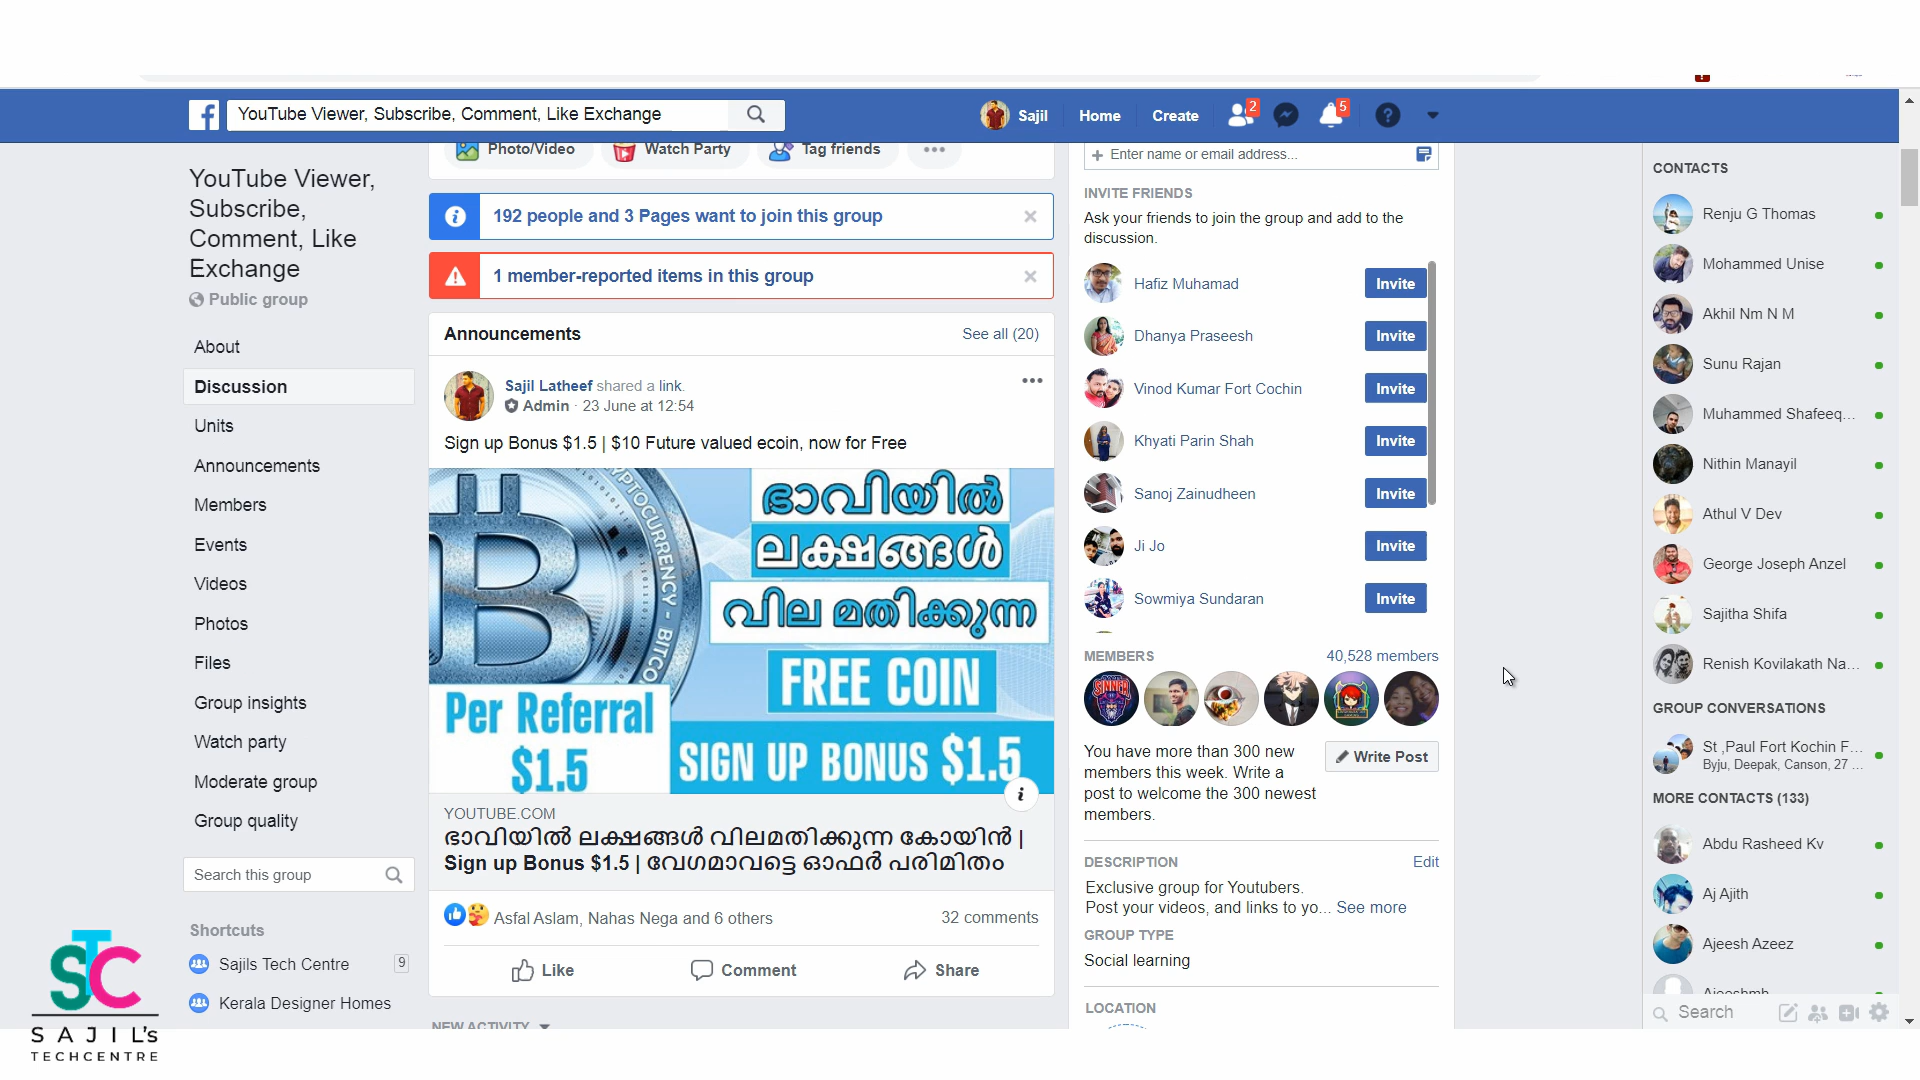 YouTube Viewer, Subscribe, Comment, Like Exchange
Sajil
Home
Create
2
5
YouTube Viewer,
Subscribe,
Comment, Like
Exchange
Public group
About
Discussion
Units
Announcements
Members
Events
Videos
Photos
Files
Group insights
Watch party
Moderate group
Group quality
Search this group
Shortcuts
Sajils Tech Centre 9
Kerala Designer Homes
STC
SAJIL's
TECHCENTRE
Photo/Video
Watch Party
Tag friends
192 people and 3 Pages want to join this group
1 member-reported items in this group
Announcements
See all (20)
Sajil Latheef shared a link.
Admin · 23 June at 12:54
Sign up Bonus $1.5 | $10 Future valued ecoin, now for Free
CRYPTOCURRENCY - BITCO
ഭാവിയിൽ
ലക്ഷങ്ങൾ
വില മതിക്കുന്ന
FREE COIN
Per Referral
$1.5
SIGN UP BONUS $1.5
YOUTUBE.COM
ഭാവിയിൽ ലക്ഷങ്ങൾ വിലമതിക്കുന്ന കോയിൻ |
Sign up Bonus $1.5 | വേഗമാവട്ടെ ഓഫർ പരിമിതം
Asfal Aslam, Nahas Nega and 6 others
32 comments
Like
Comment
Share
NEW ACTIVITY
+ Enter name or email address...
INVITE FRIENDS
Ask your friends to join the group and add to the
discussion.
Hafiz Muhamad Invite
Dhanya Praseesh Invite
Vinod Kumar Fort Cochin Invite
Khyati Parin Shah Invite
Sanoj Zainudheen Invite
Ji Jo Invite
Sowmiya Sundaran Invite
MEMBERS
40,528 members
SINNER
You have more than 300 new
members this week. Write a
post to welcome the 300 newest
members.
Write Post
DESCRIPTION
Edit
Exclusive group for Youtubers.
Post your videos, and links to yo... See more
GROUP TYPE
Social learning
LOCATION
CONTACTS
Renju G Thomas
Mohammed Unise
Akhil Nm N M
Sunu Rajan
Muhammed Shafeeq...
Nithin Manayil
Athul V Dev
George Joseph Anzel
Sajitha Shifa
Renish Kovilakath Na...
GROUP CONVERSATIONS
St ,Paul Fort Kochin F...
Byju, Deepak, Canson, 27 ...
MORE CONTACTS (133)
Abdu Rasheed Kv
Aj Ajith
Ajeesh Azeez
Search